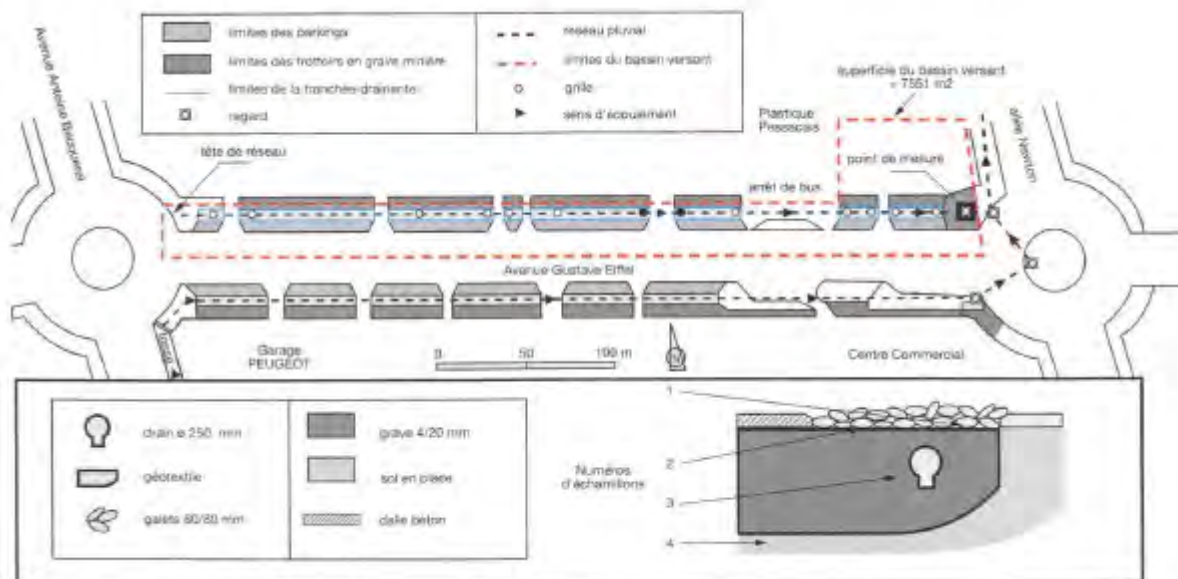 Avenue Antoine Becquerel
limites des parkings
limites des trottoirs en grave minière
limites de la tranchée-drainante
regard
réseau pluvial
limites du bassin versant
grille
sens d'écoulement
superficie du bassin versant
= 7551 m2
Plastique
Pessacais
allée Newton
tête de réseau
point de mesure
arrêt de bus
Avenue Gustave Eiffel
Garage
PEUGEOT
0 50 100 m
N
Centre Commercial
drain ø 250 mm
géotextile
galets 60/80 mm
grave 4/20 mm
sol en place
dalle béton
Numéros
d'échantillons
1
2
3
4